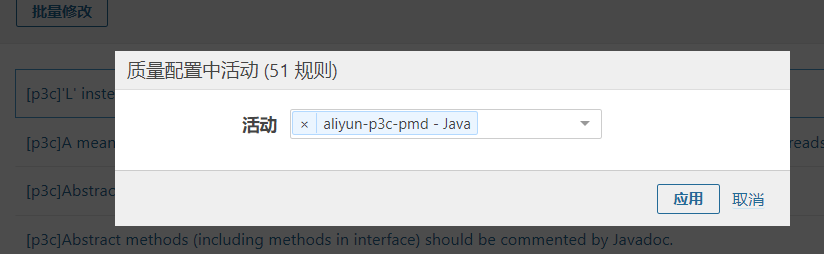 批量修改
质量配置中活动 (51 规则)
[p3c]'L' inste
活动
× aliyun-p3c-pmd - Java
[p3c]A mean
reads
[p3c]Abstrac
应用 取消
[p3c]Abstract methods (including methods in interface) should be commented by Javadoc.